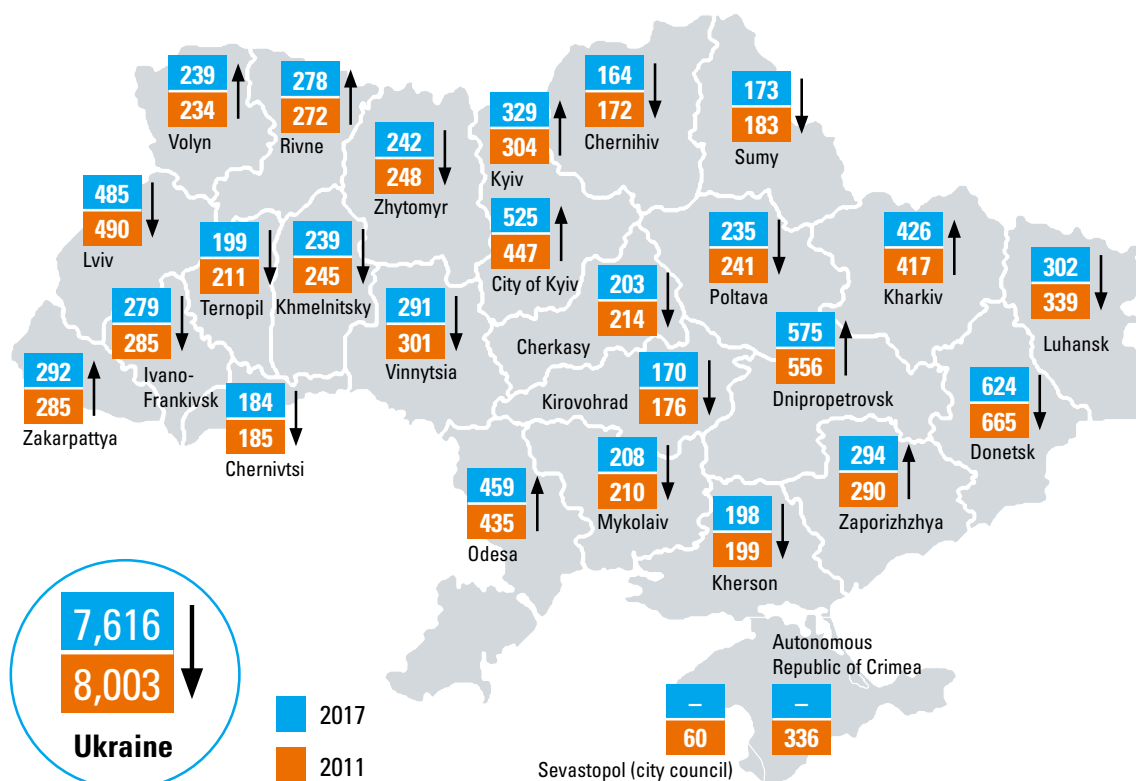 239
234
Volyn
278
272
Rivne
242
248
Zhytomyr
329
304
Kyiv
164
172
Chernihiv
173
183
Sumy
485
490
Lviv
199
211
Ternopil
239
245
Khmelnitsky
525
447
City of Kyiv
235
241
Poltava
426
417
Kharkiv
302
339
Luhansk
279
285
Ivano-
Frankivsk
291
301
Vinnytsia
203
214
Cherkasy
575
556
Dnipropetrovsk
292
285
Zakarpattya
184
185
Chernivtsi
170
176
Kirovohrad
624
665
Donetsk
459
435
Odesa
208
210
Mykolaiv
198
199
Kherson
294
290
Zaporizhzhya
7,616
8,003
Ukraine
2017
2011
Autonomous
Republic of Crimea
–
60
Sevastopol (city council)
–
336